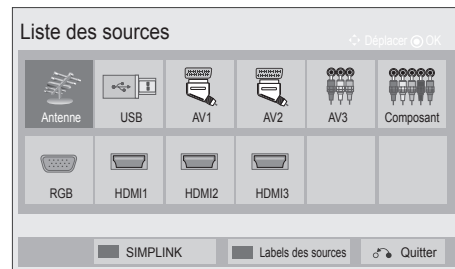 Liste des sources
Déplacer OK
Antenne USB AV1 AV2 AV3 Composant
RGB HDMI1 HDMI2 HDMI3
SIMPLINK Labels des sources Quitter